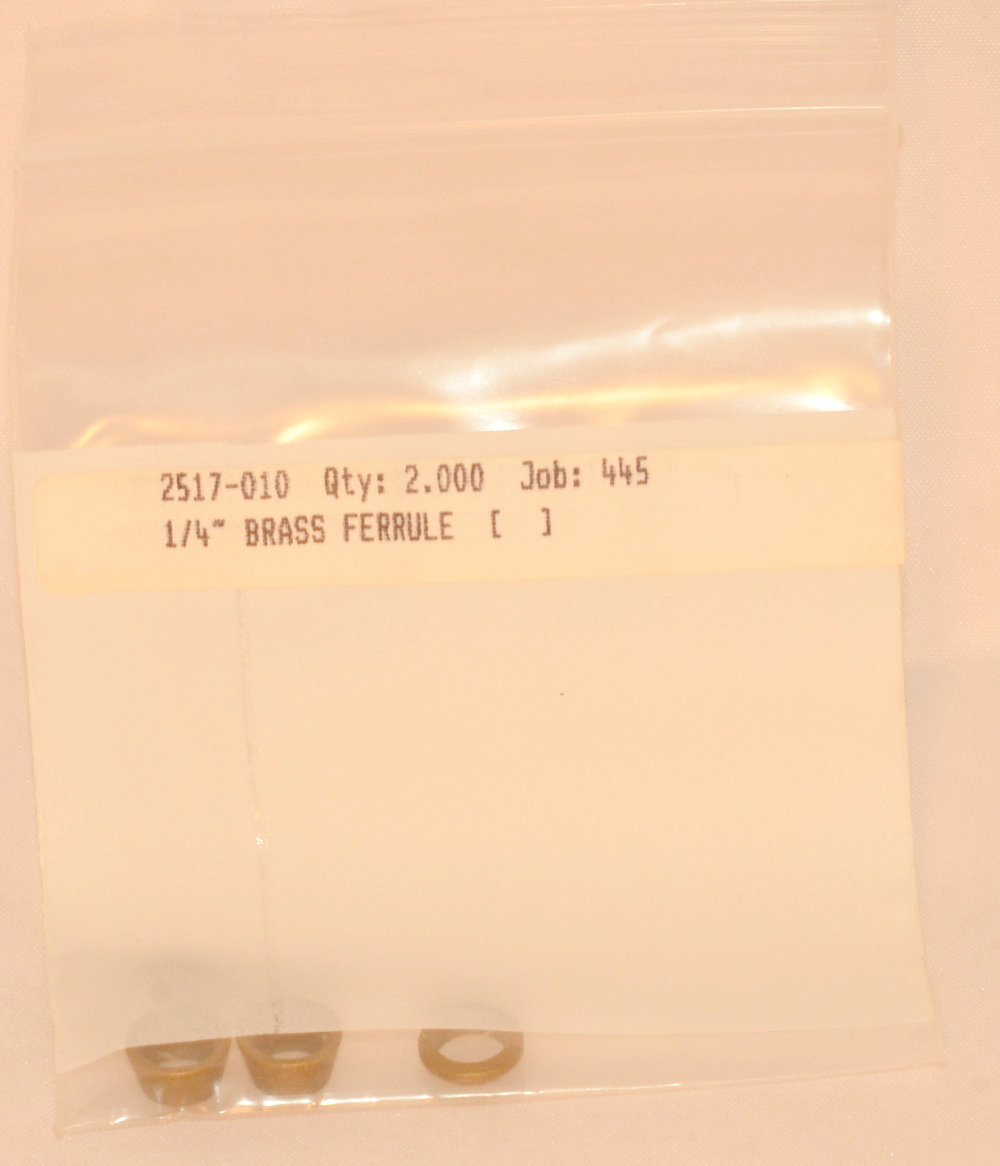 2517-010 Qty: 2.000 Job: 445
1/4" BRASS FERRULE [ ]